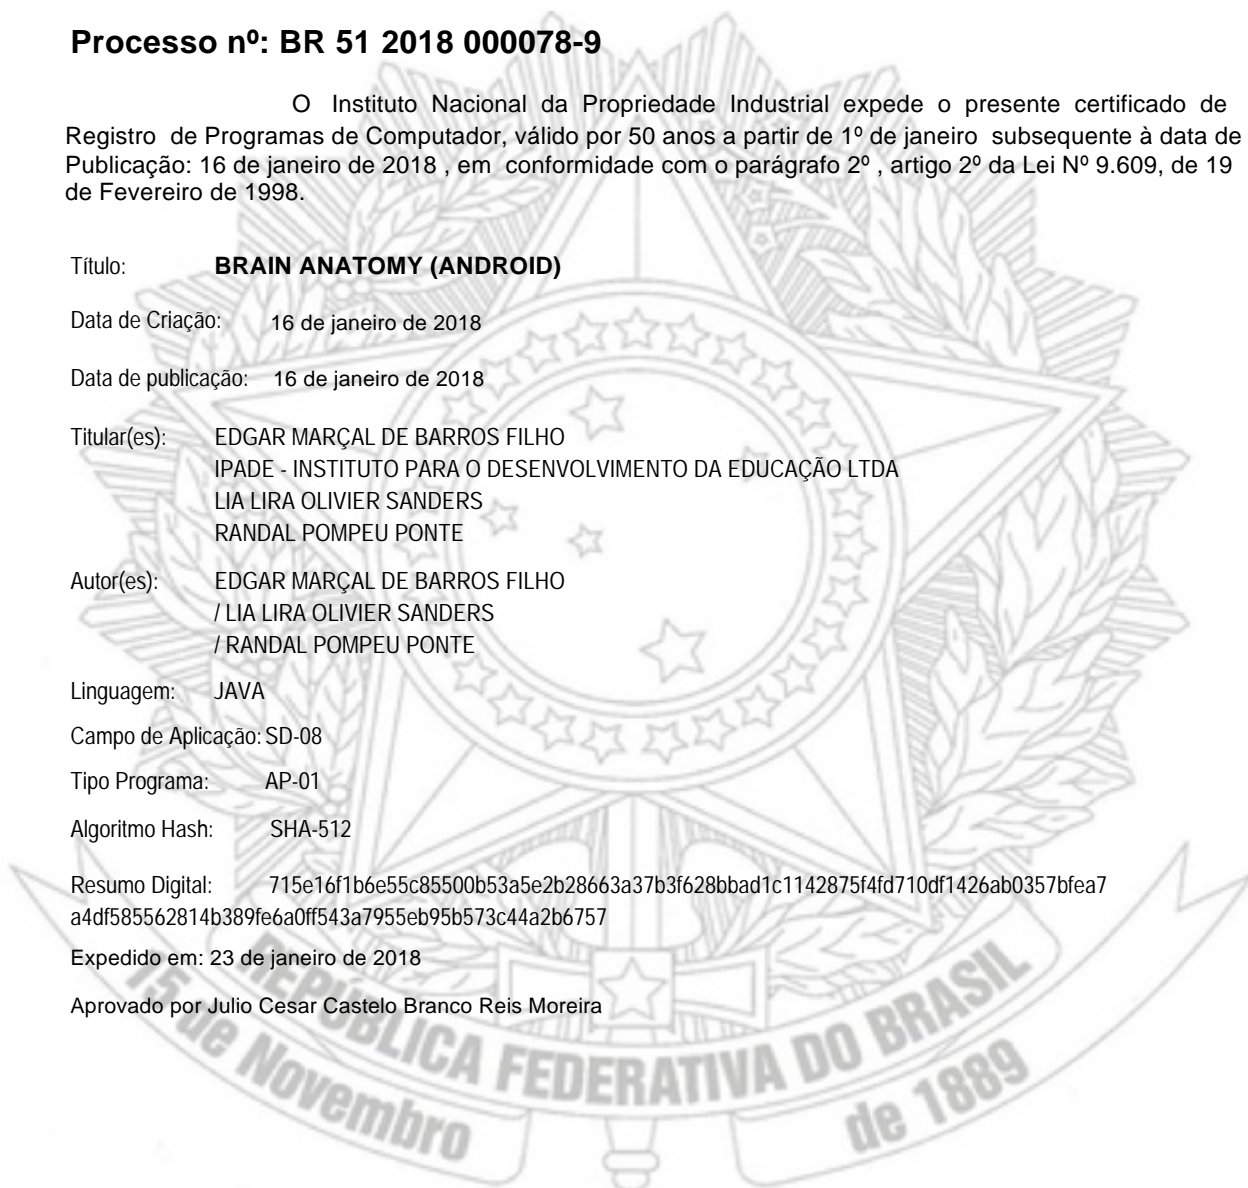 Processo nº: BR 51 2018 000078-9
O Instituto Nacional da Propriedade Industrial expede o presente certificado de
Registro de Programas de Computador, válido por 50 anos a partir de 1º de janeiro subsequente à data de
Publicação: 16 de janeiro de 2018 , em conformidade com o parágrafo 2º , artigo 2º da Lei Nº 9.609, de 19
de Fevereiro de 1998.
Título: BRAIN ANATOMY (ANDROID)
Data de Criação: 16 de janeiro de 2018
Data de publicação: 16 de janeiro de 2018
Titular(es): EDGAR MARÇAL DE BARROS FILHO
IPADE - INSTITUTO PARA O DESENVOLVIMENTO DA EDUCAÇÃO LTDA
LIA LIRA OLIVIER SANDERS
RANDAL POMPEU PONTE
Autor(es): EDGAR MARÇAL DE BARROS FILHO
/ LIA LIRA OLIVIER SANDERS
/ RANDAL POMPEU PONTE
Linguagem: JAVA
Campo de Aplicação: SD-08
Tipo Programa: AP-01
Algoritmo Hash: SHA-512
Resumo Digital: 715e16f1b6e55c85500b53a5e2b28663a37b3f628bbad1c1142875f4fd710df1426ab0357bfea7
a4df585562814b389fe6a0ff543a7955eb95b573c44a2b6757
Expedido em: 23 de janeiro de 2018
Aprovado por Julio Cesar Castelo Branco Reis Moreira
REPÚBLICA FEDERATIVA DO BRASIL
15 de Novembro de 1889